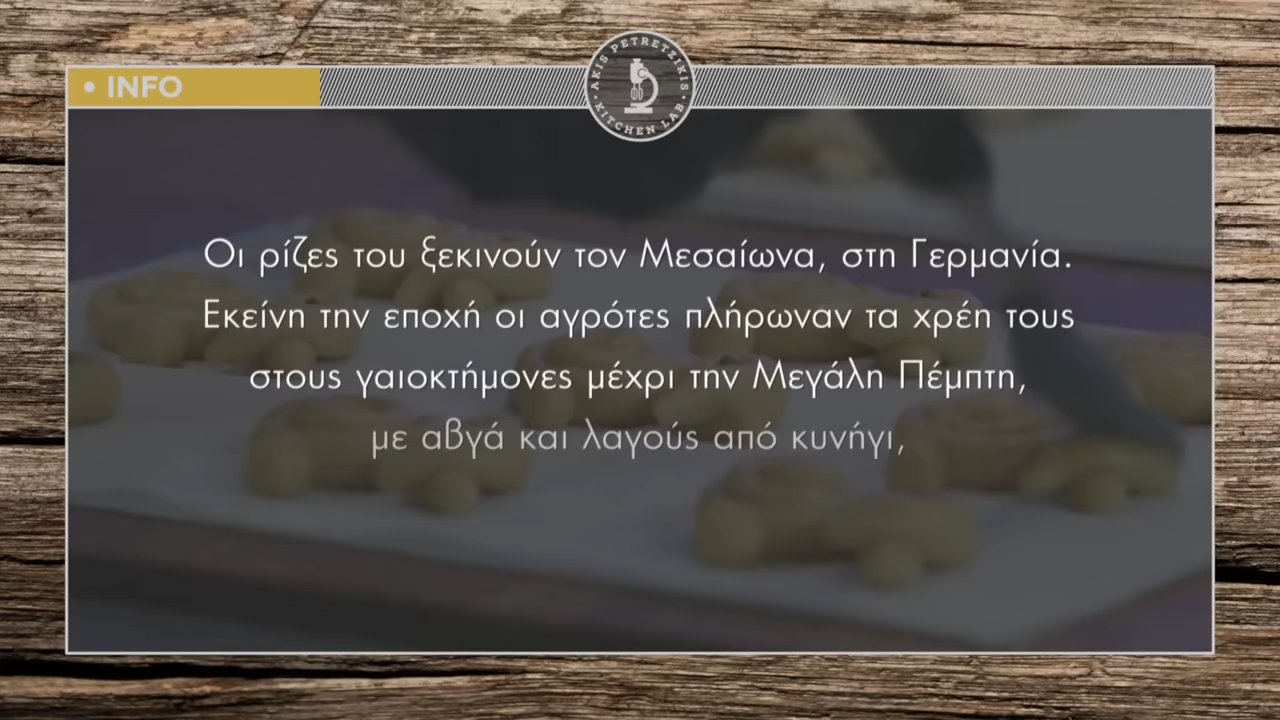 AKIS PETRETZIKIS
KITCHEN LAB
• INFO
Οι ρίζες του ξεκινούν τον Μεσαίωνα, στη Γερμανία.
Εκείνη την εποχή οι αγρότες πλήρωναν τα χρέη τους
στους γαιοκτήμονες μέχρι την Μεγάλη Πέμπτη,
με αβγά και λαγούς από κυνήγι,